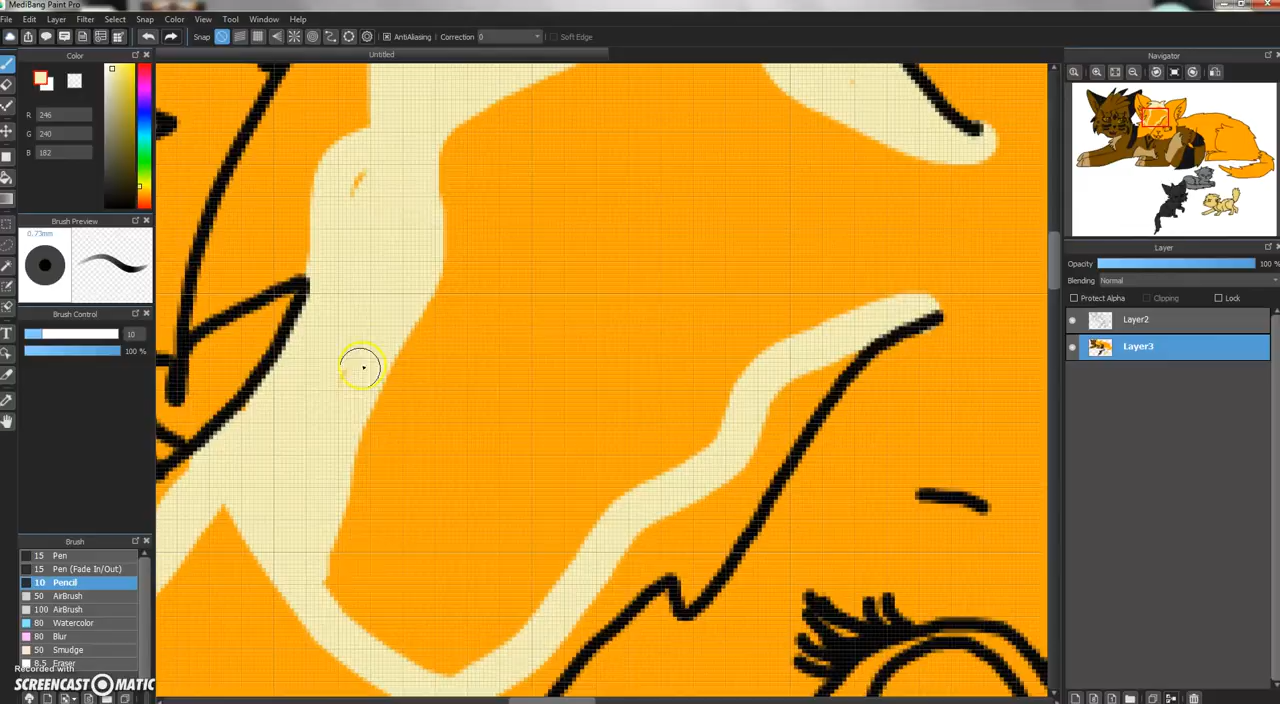 MediBang Paint Pro
File Edit Layer Filter Select Snap Color View Tool Window Help
Snap AntiAliasing Correction 0 Soft Edge
Untitled
Color
R 246
G 240
B 182
Brush Preview
0.73mm
Brush Control
10
100 %
Brush
15 Pen
15 Pen (Fade In/Out)
10 Pencil
50 AirBrush
100 AirBrush
80 Watercolor
80 Blur
50 Smudge
8.5 Eraser
Recorded with
SCREENCAST MATIC
Navigator
Layer
Opacity 100 %
Blending Normal
Protect Alpha Clipping Lock
Layer2
Layer3